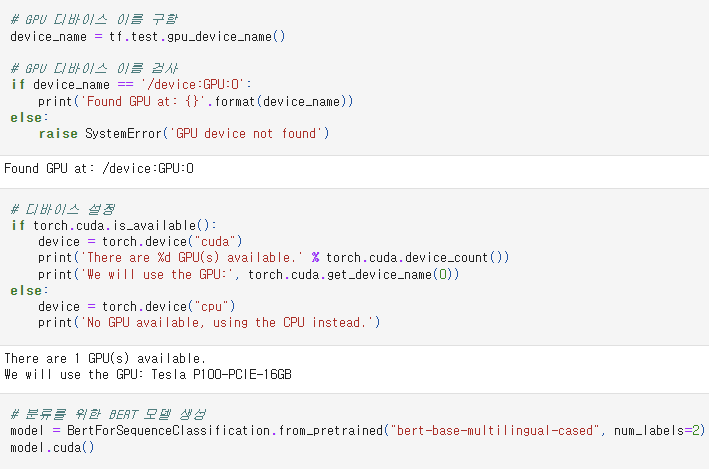 # GPU 디바이스 이름 구함
device_name = tf.test.gpu_device_name()
# GPU 디바이스 이름 검사
if device_name == '/device:GPU:0':
print('Found GPU at: {}'.format(device_name))
else:
raise SystemError('GPU device not found')
Found GPU at: /device:GPU:0
# 디바이스 설정
if torch.cuda.is_available():
device = torch.device("cuda")
print('There are %d GPU(s) available.' % torch.cuda.device_count())
print('We will use the GPU:', torch.cuda.get_device_name(0))
else:
device = torch.device("cpu")
print('No GPU available, using the CPU instead.')
There are 1 GPU(s) available.
We will use the GPU: Tesla P100-PCIE-16GB
# 분류를 위한 BERT 모델 생성
model = BertForSequenceClassification.from_pretrained("bert-base-multilingual-cased", num_labels=2)
model.cuda()